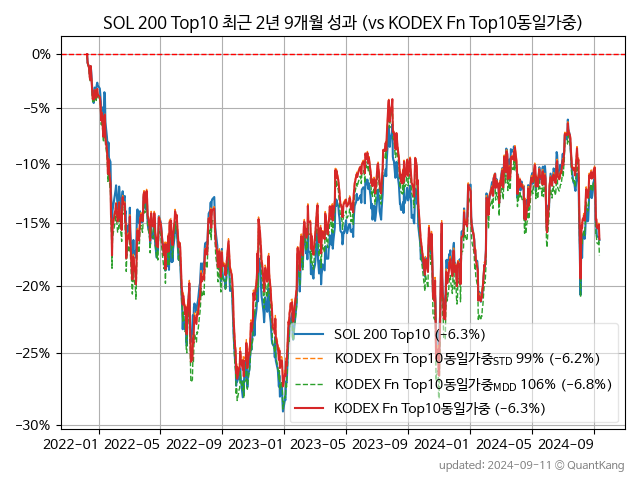 SOL 200 Top10 최근 2년 9개월 성과 (vs KODEX Fn Top10동일가중)
0%
−5%
−10%
−15%
−20%
−25%
−30%
SOL 200 Top10 (−6.3%)
KODEX Fn Top10동일가중STD 99% (−6.2%)
KODEX Fn Top10동일가중MDD 106% (−6.8%)
KODEX Fn Top10동일가중 (−6.3%)
2022−01 2022−05 2022−09 2023−01 2023−05 2023−09 2024−01 2024−05 2024−09
updated: 2024-09-11 © QuantKang